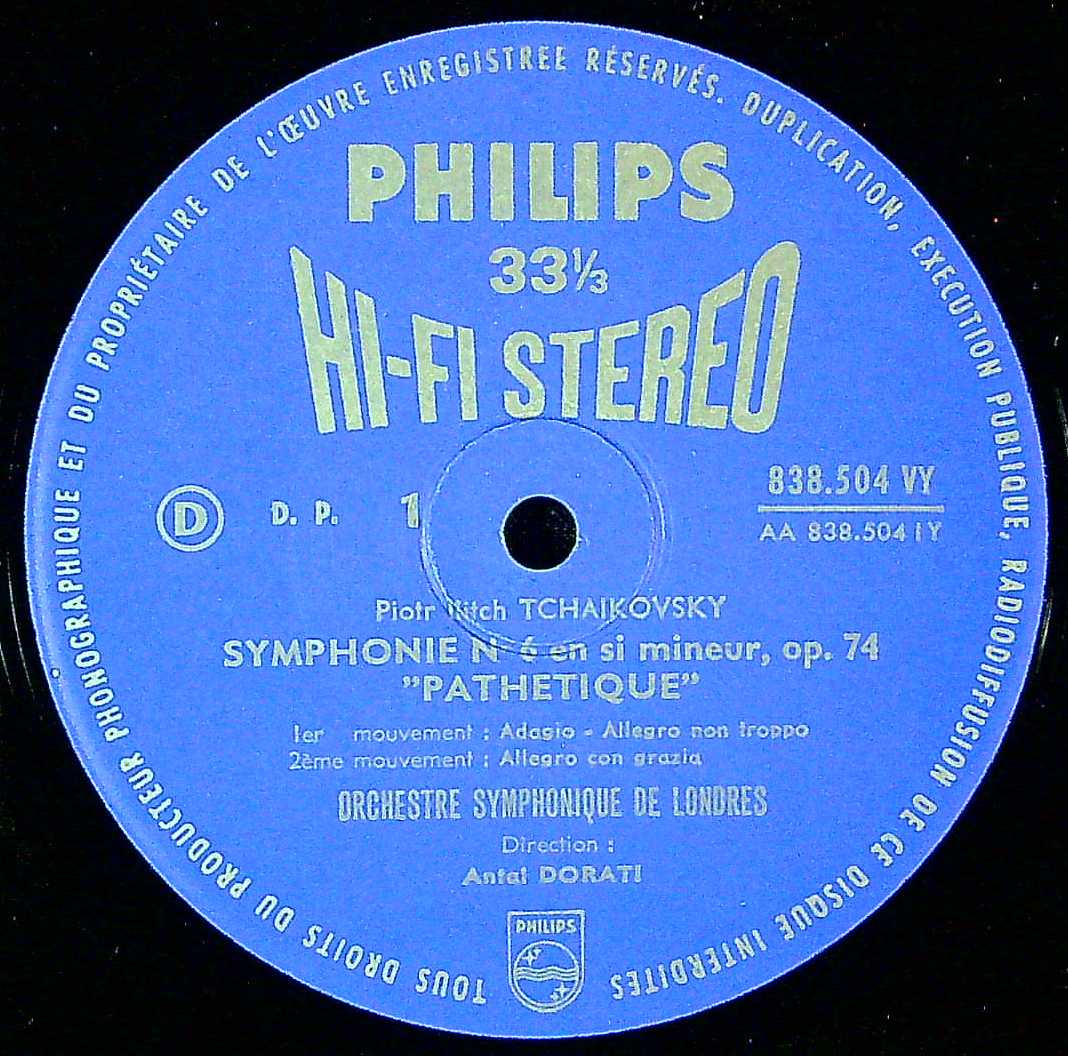 TOUS DROITS DU PRODUCTEUR PHONOGRAPHIQUE ET DU PROPRIÉTAIRE DE L'ŒUVRE ENREGISTREE RÉSERVÉS. DUPLICATION, EXECUTION PUBLIQUE, RADIODIFFUSION DE CE DISQUE INTERDITES
PHILIPS
33⅓
HI-FI STEREO
D D. P. 1
838.504 VY
AA 838.504 1 Y
Piotr Ilitch TCHAIKOVSKY
SYMPHONIE N° 6 en si mineur, op. 74
"PATHETIQUE"
1er mouvement : Adagio - Allegro non troppo
2ème mouvement : Allegro con grazia
ORCHESTRE SYMPHONIQUE DE LONDRES
Direction :
Antal DORATI
PHILIPS